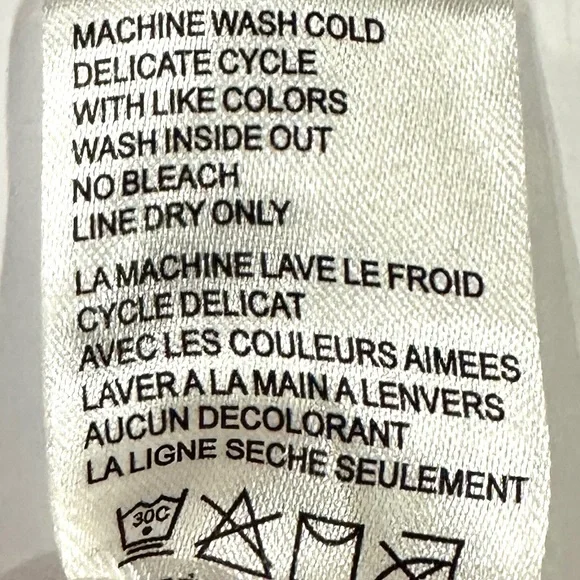 MACHINE WASH COLD
DELICATE CYCLE
WITH LIKE COLORS
WASH INSIDE OUT
NO BLEACH
LINE DRY ONLY
LA MACHINE LAVE LE FROID
CYCLE DELICAT
AVEC LES COULEURS AIMEES
LAVER A LA MAIN A LENVERS
AUCUN DECOLORANT
LA LIGNE SECHE SEULEMENT
30C